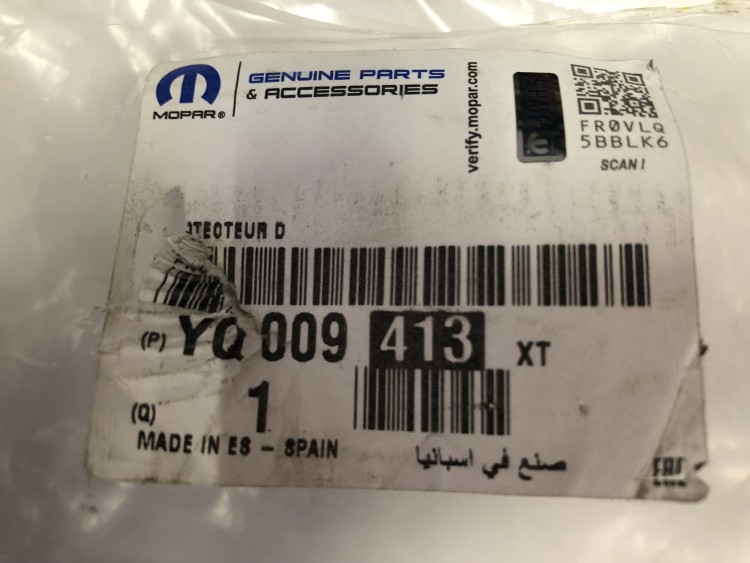 MOPAR®
GENUINE PARTS
& ACCESSORIES
verify.mopar.com
FR0VLQ
5BBLK6
SCAN!
OTECTEUR D
(P) YQ 009 413 XT
(Q) 1
MADE IN ES - SPAIN
صنع في اسبانيا
EAC